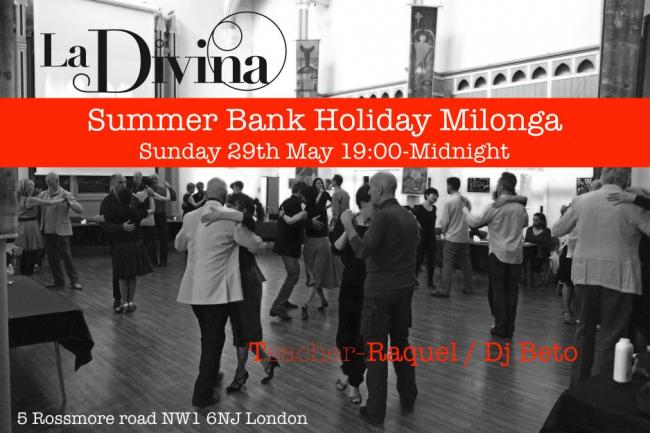 La Divina
Summer Bank Holiday Milonga
Sunday 29th May 19:00-Midnight
Teacher-Raquel / Dj Beto
5 Rossmore road NW1 6NJ London